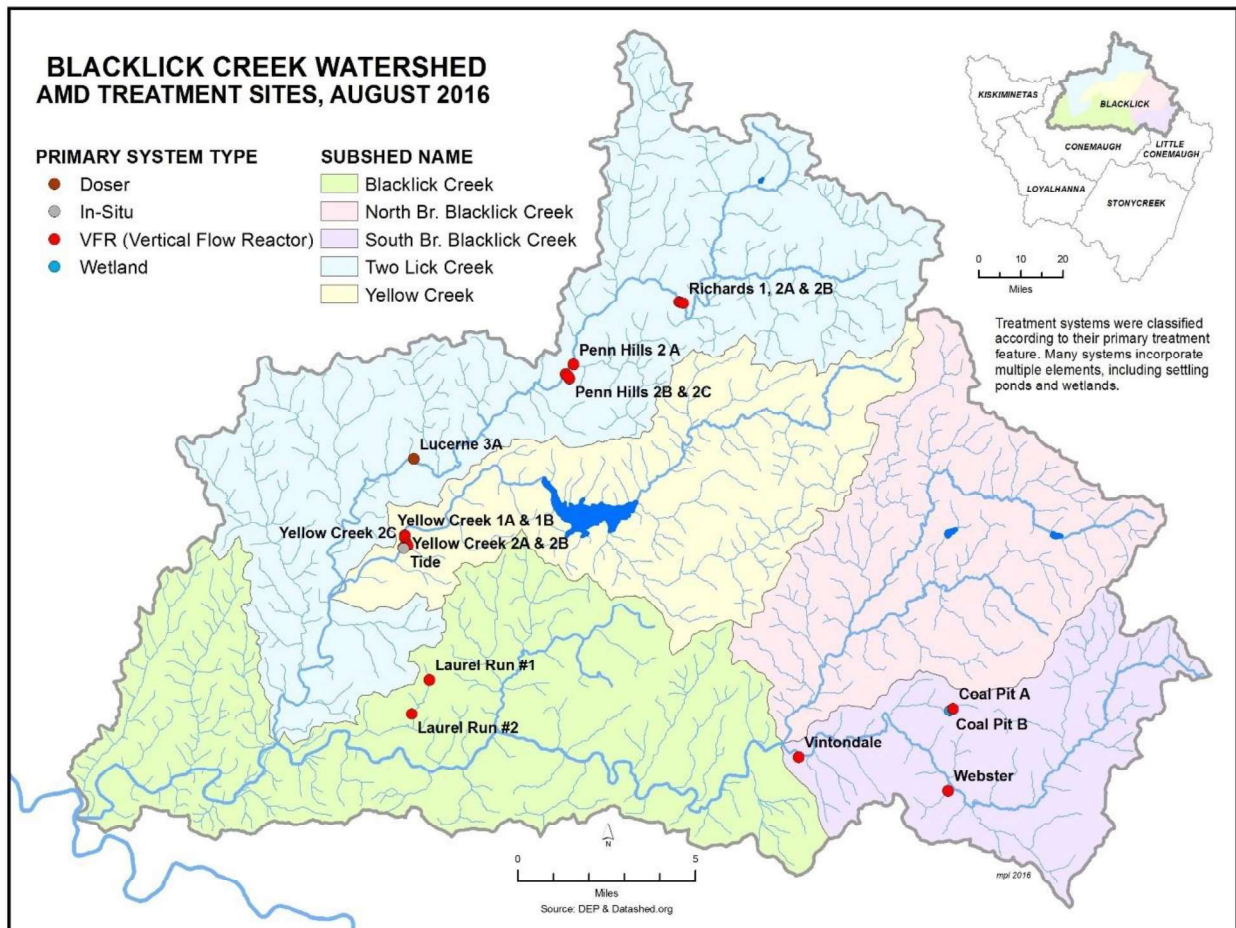 BLACKLICK CREEK WATERSHED
AMD TREATMENT SITES, AUGUST 2016
PRIMARY SYSTEM TYPE
Doser
In-Situ
VFR (Vertical Flow Reactor)
Wetland
SUBSHED NAME
Blacklick Creek
North Br. Blacklick Creek
South Br. Blacklick Creek
Two Lick Creek
Yellow Creek
KISKIMINETAS
BLACKLICK
CONEMAUGH
LITTLE
CONEMAUGH
LOYALHANNA
STONYCREEK
0 10 20
Miles
Treatment systems were classified
according to their primary treatment
feature. Many systems incorporate
multiple elements, including settling
ponds and wetlands.
Richards 1, 2A & 2B
Penn Hills 2 A
Penn Hills 2B & 2C
Lucerne 3A
Yellow Creek 1A & 1B
Yellow Creek 2C
Yellow Creek 2A & 2B
Tide
Laurel Run #1
Laurel Run #2
Coal Pit A
Coal Pit B
Vintondale
Webster
N
0 5
Miles
Source: DEP & Datashed.org
mpl 2016